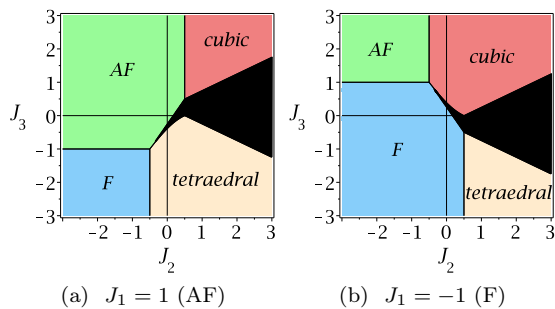 3
2
1
0
−1
−2
−3
J3
AF
cubic
F
tetraedral
−2 −1 0 1 2 3
J2
(a) J1 = 1 (AF)
3
2
1
0
−1
−2
−3
J3
AF
cubic
F
tetraedral
−2 −1 0 1 2 3
J2
(b) J1 = −1 (F)